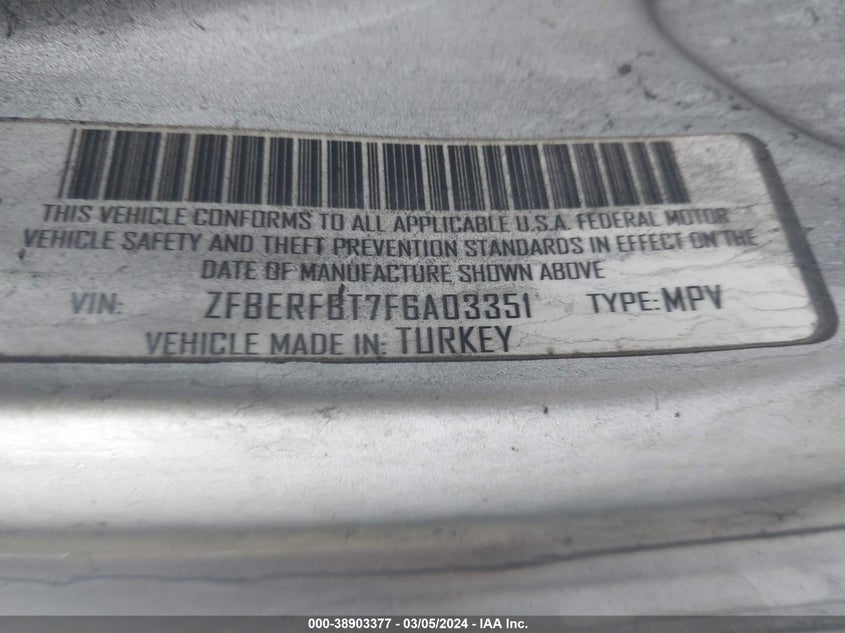 THIS VEHICLE CONFORMS TO ALL APPLICABLE U.S.A. FEDERAL MOTOR
VEHICLE SAFETY AND THEFT PREVENTION STANDARDS IN EFFECT ON THE
DATE OF MANUFACTURE SHOWN ABOVE
VIN: ZFBERFBT7F6A03351 TYPE: MPV
VEHICLE MADE IN: TURKEY
000-38903377 - 03/05/2024 - IAA Inc.